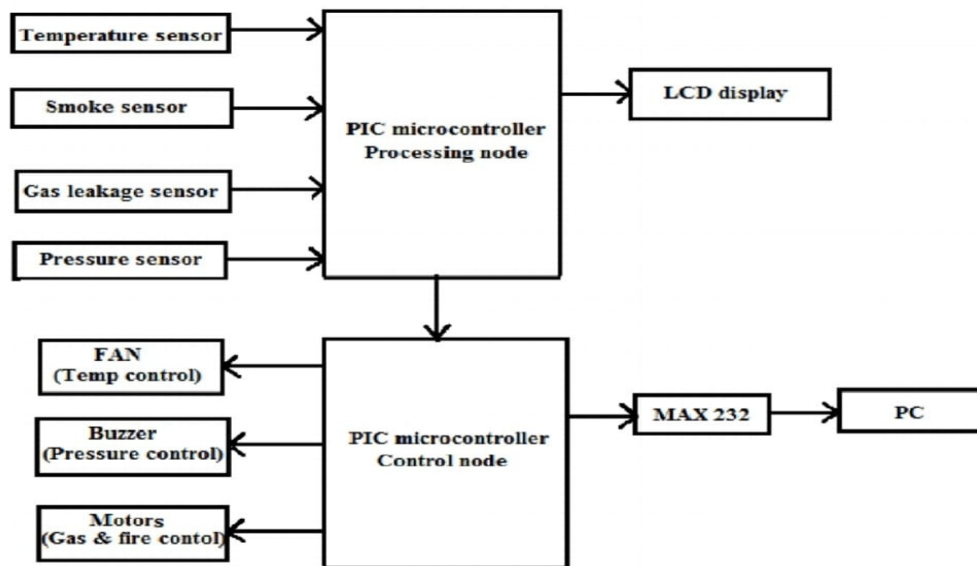 Temperature sensor
Smoke sensor
Gas leakage sensor
Pressure sensor
PIC microcontroller
Processing node
LCD display
FAN
(Temp control)
Buzzer
(Pressure control)
Motors
(Gas & fire contol)
PIC microcontroller
Control node
MAX 232
PC